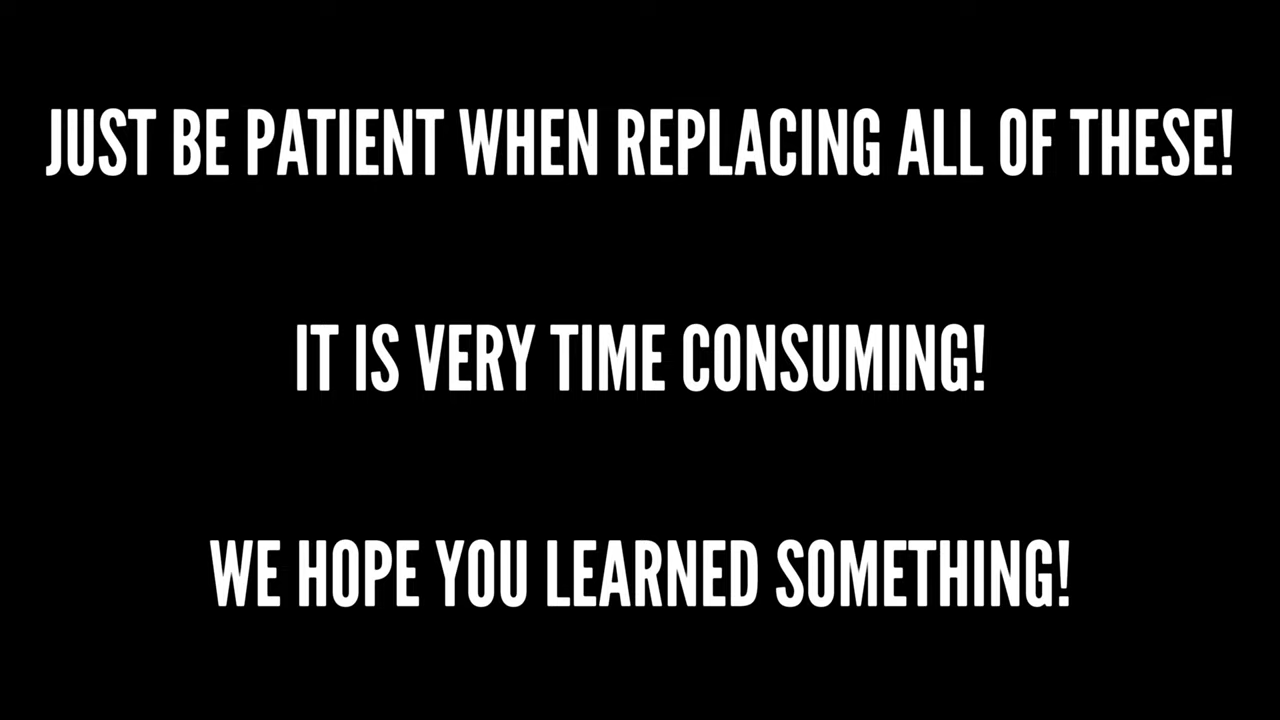 JUST BE PATIENT WHEN REPLACING ALL OF THESE!
IT IS VERY TIME CONSUMING!
WE HOPE YOU LEARNED SOMETHING!